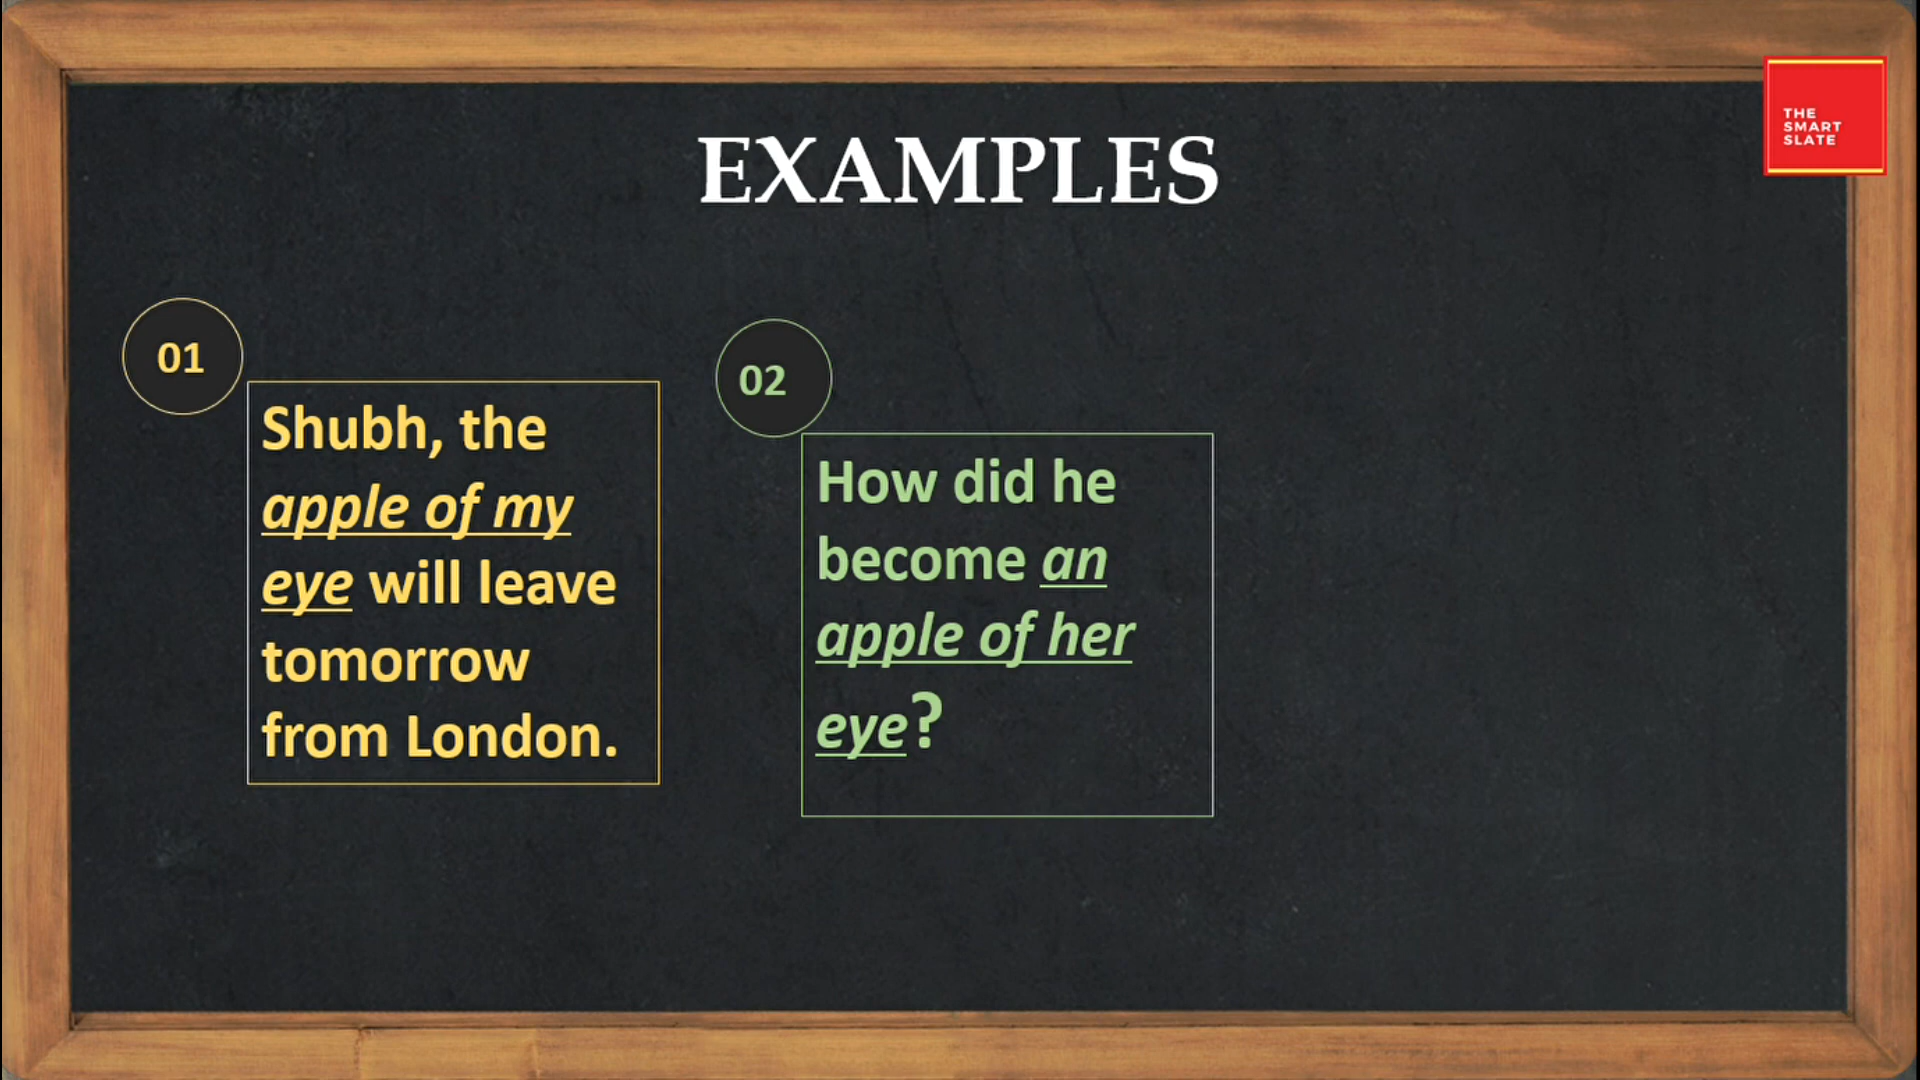 THE
SMART
SLATE
EXAMPLES
01
Shubh, the
apple of my
eye will leave
tomorrow
from London.
02
How did he
become an
apple of her
eye?